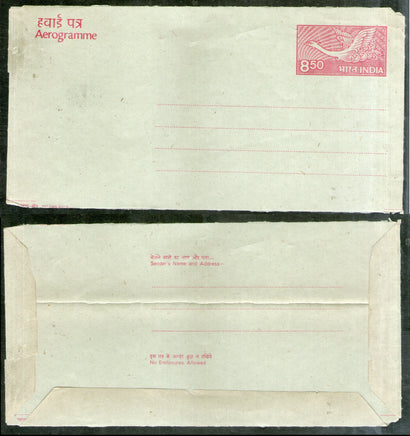 हवाई पत्र
Aerogramme
8.50
भारत INDIA
भेजने वाले का नाम और पता...
Sender's Name and Address:-
इस पत्र के अन्दर कुछ न रखिये
No Enclosures Allowed